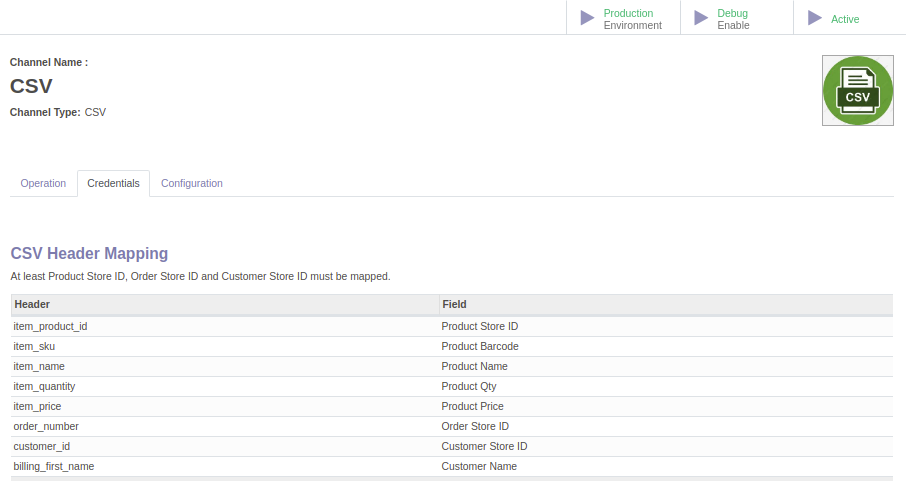 Production
Environment
Debug
Enable
Active
Channel Name :
CSV
Channel Type: CSV
CSV
Operation Credentials Configuration
CSV Header Mapping
At least Product Store ID, Order Store ID and Customer Store ID must be mapped.
Header Field
item_product_id Product Store ID
item_sku Product Barcode
item_name Product Name
item_quantity Product Qty
item_price Product Price
order_number Order Store ID
customer_id Customer Store ID
billing_first_name Customer Name